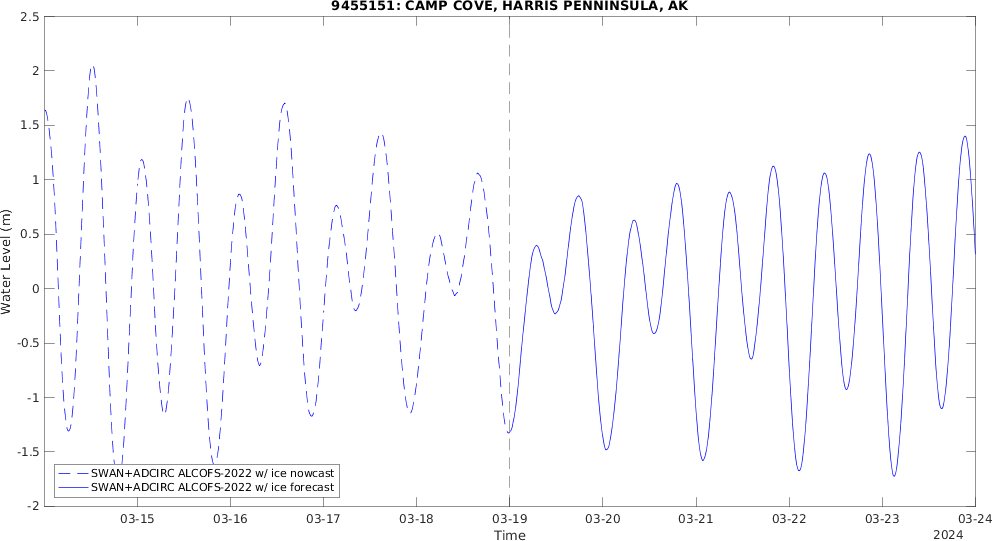 9455151: CAMP COVE, HARRIS PENNINSULA, AK
2.5
2
1.5
1
0.5
0
-0.5
-1
-1.5
-2
Water Level (m)
SWAN+ADCIRC ALCOFS-2022 w/ ice nowcast
SWAN+ADCIRC ALCOFS-2022 w/ ice forecast
03-15 03-16 03-17 03-18 03-19 03-20 03-21 03-22 03-23 03-24
Time
2024